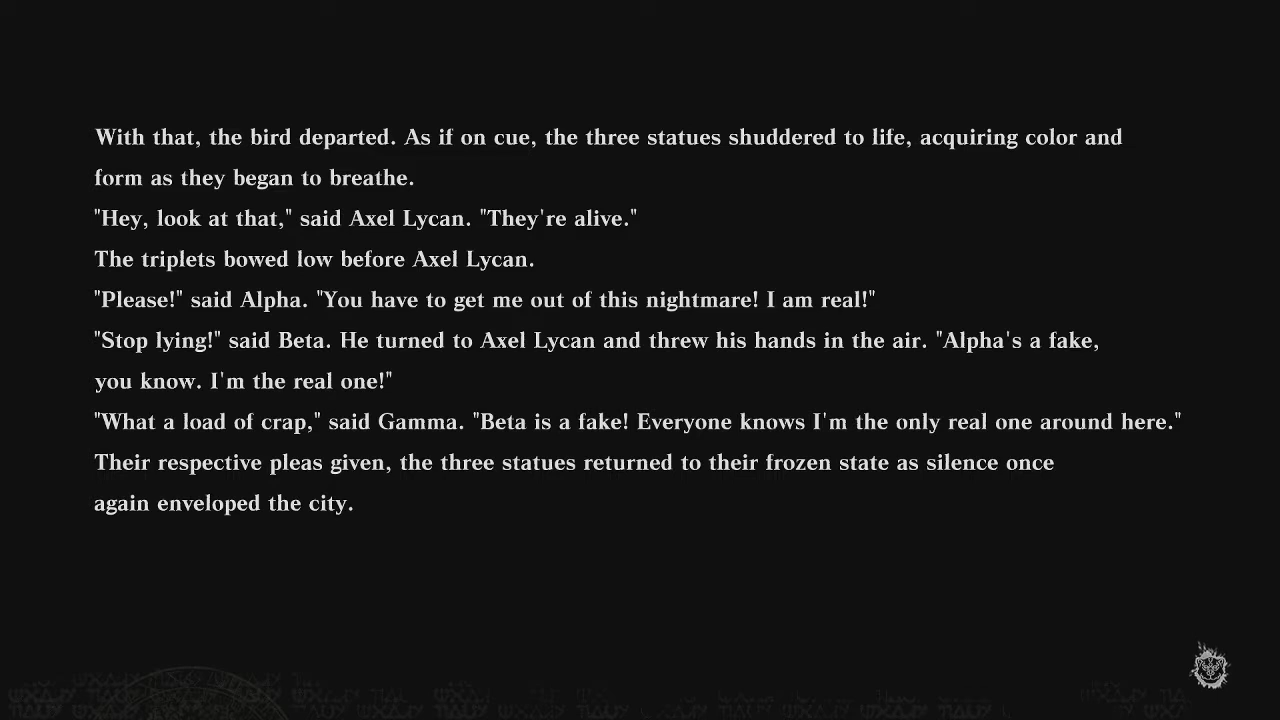 With that, the bird departed. As if on cue, the three statues shuddered to life, acquiring color and
form as they began to breathe.
"Hey, look at that," said Axel Lycan. "They're alive."
The triplets bowed low before Axel Lycan.
"Please!" said Alpha. "You have to get me out of this nightmare! I am real!"
"Stop lying!" said Beta. He turned to Axel Lycan and threw his hands in the air. "Alpha's a fake,
you know. I'm the real one!"
"What a load of crap," said Gamma. "Beta is a fake! Everyone knows I'm the only real one around here."
Their respective pleas given, the three statues returned to their frozen state as silence once
again enveloped the city.